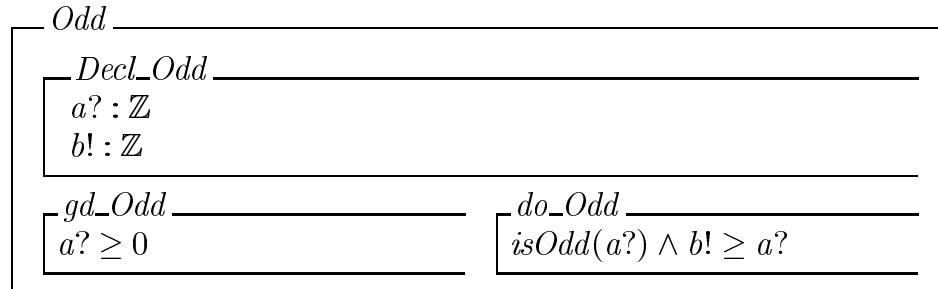 Odd
Decl_Odd
a? : ℤ
b! : ℤ
gd_Odd
a? ≥ 0
do_Odd
isOdd(a?) ∧ b! ≥ a?